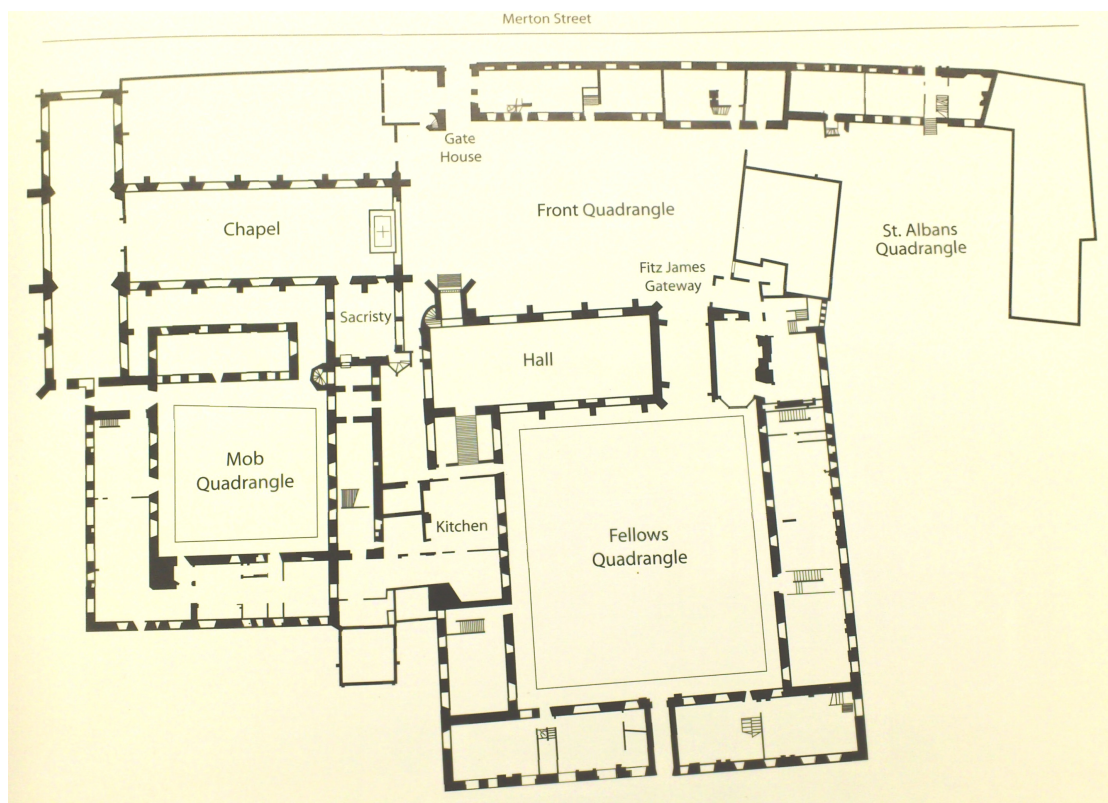 Merton Street
Gate
House
Chapel
Front Quadrangle
St. Albans
Quadrangle
Fitz James
Gateway
Sacristy
Hall
Mob
Quadrangle
Kitchen
Fellows
Quadrangle